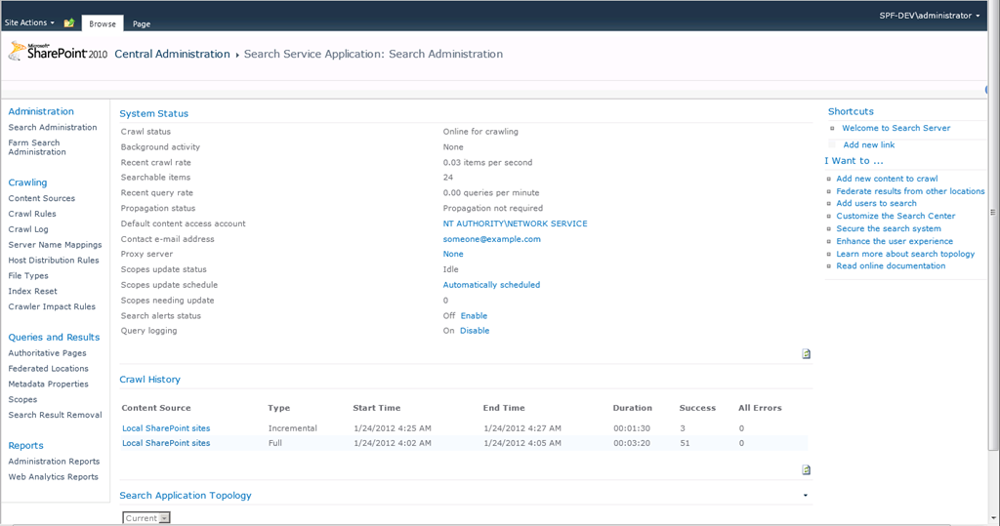 Site Actions
Browse
Page
SPF-DEV\administrator
Microsoft
SharePoint 2010
Central Administration
Search Service Application: Search Administration
Administration
Search Administration
Farm Search
Administration
Crawling
Content Sources
Crawl Rules
Crawl Log
Server Name Mappings
Host Distribution Rules
File Types
Index Reset
Crawler Impact Rules
Queries and Results
Authoritative Pages
Federated Locations
Metadata Properties
Scopes
Search Result Removal
Reports
Administration Reports
Web Analytics Reports
System Status
Crawl status Online for crawling
Background activity None
Recent crawl rate 0.03 items per second
Searchable items 24
Recent query rate 0.00 queries per minute
Propagation status Propagation not required
Default content access account NT AUTHORITY\NETWORK SERVICE
Contact e-mail address someone@example.com
Proxy server None
Scopes update status Idle
Scopes update schedule Automatically scheduled
Scopes needing update 0
Search alerts status Off Enable
Query logging On Disable
Crawl History
Content Source Type Start Time End Time Duration Success All Errors
Local SharePoint sites Incremental 1/24/2012 4:25 AM 1/24/2012 4:27 AM 00:01:30 3 0
Local SharePoint sites Full 1/24/2012 4:02 AM 1/24/2012 4:05 AM 00:03:20 51 0
Search Application Topology
Current
Shortcuts
Welcome to Search Server
Add new link
I Want to ...
Add new content to crawl
Federate results from other locations
Add users to search
Customize the Search Center
Secure the search system
Enhance the user experience
Learn more about search topology
Read online documentation